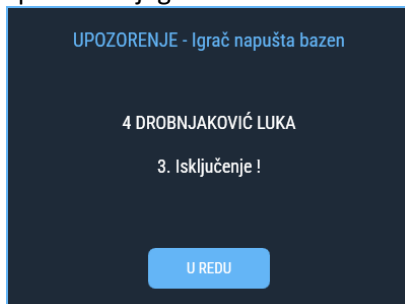 UPOZORENJE - Igrač napušta bazen
4 DROBNJAKOVIĆ LUKA
3. Isključenje !
U REDU